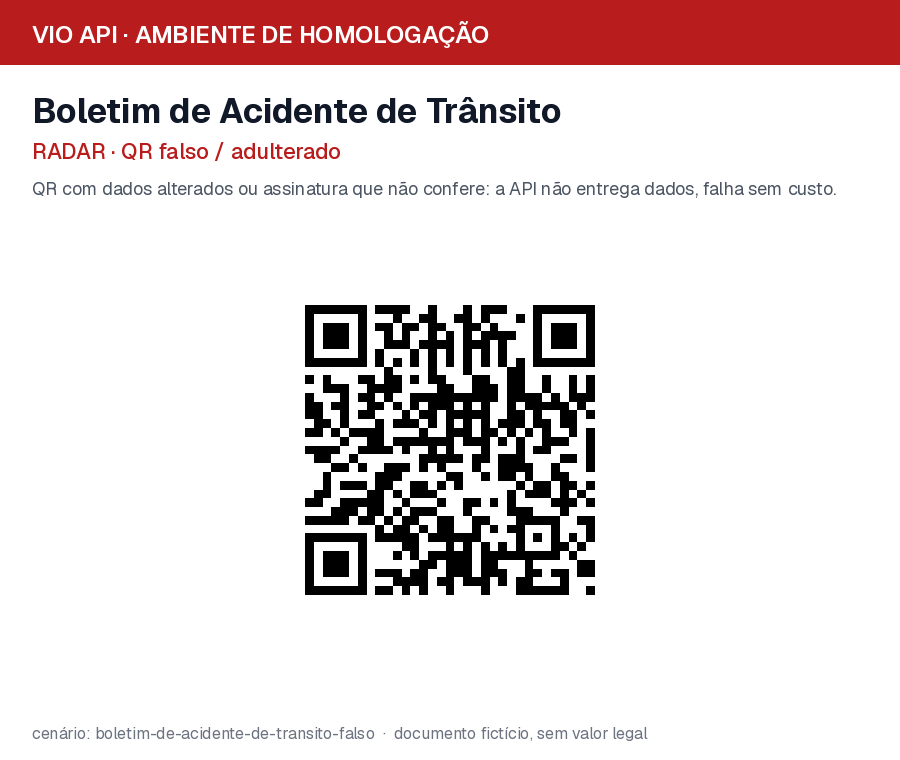 VIO API · AMBIENTE DE HOMOLOGAÇÃO
Boletim de Acidente de Trânsito
RADAR · QR falso / adulterado
QR com dados alterados ou assinatura que não confere: a API não entrega dados, falha sem custo.
cenário: boletim-de-acidente-de-transito-falso · documento fictício, sem valor legal